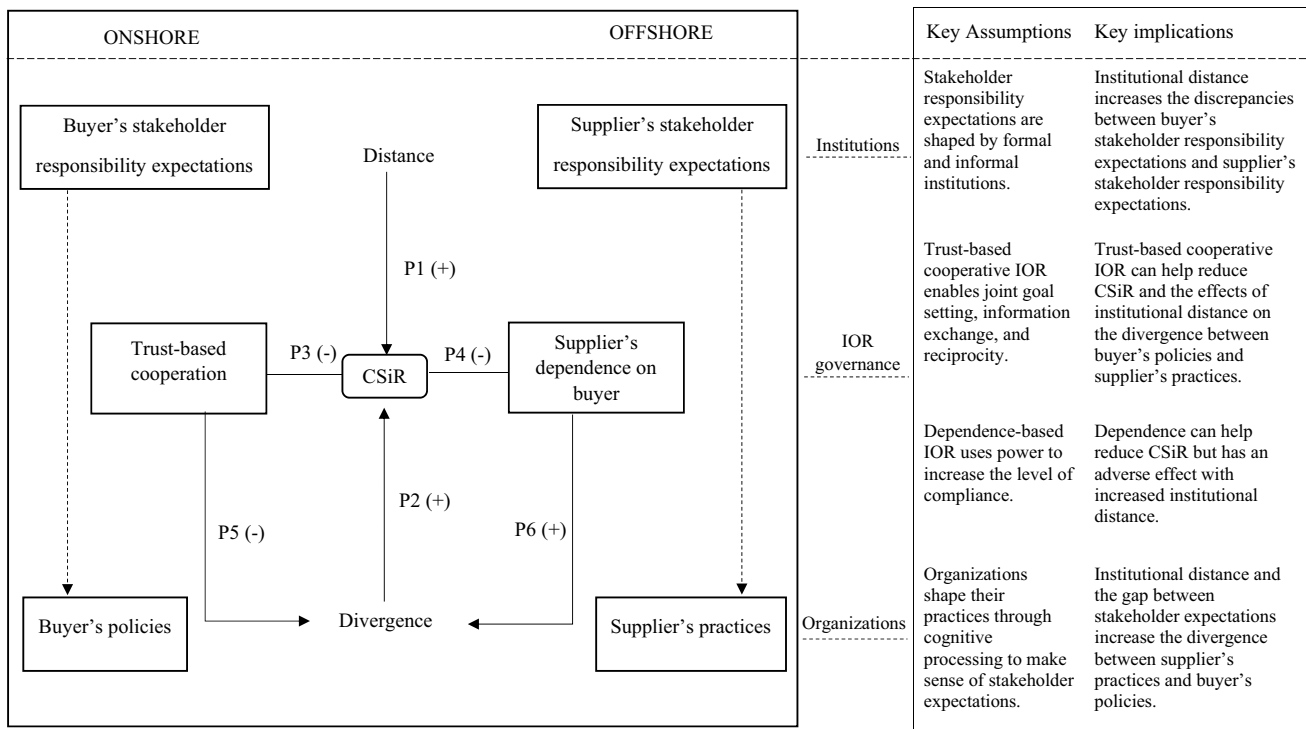 ONSHORE
OFFSHORE
Key Assumptions
Key implications
Buyer's stakeholder
responsibility expectations
Distance
Supplier's stakeholder
responsibility expectations
Institutions
Stakeholder
responsibility
expectations are
shaped by formal
and informal
institutions.
Institutional distance
increases the discrepancies
between buyer's
stakeholder responsibility
expectations and supplier's
stakeholder responsibility
expectations.
P1 (+)
Trust-based
cooperation
P3 (-)
CSiR
P4 (-)
Supplier's
dependence on
buyer
IOR
governance
Trust-based
cooperative IOR
enables joint goal
setting, information
exchange, and
reciprocity.
Trust-based cooperative
IOR can help reduce
CSiR and the effects of
institutional distance on
the divergence between
buyer's policies and
supplier's practices.
Dependence-based
IOR uses power to
increase the level of
compliance.
Dependence can help
reduce CSiR but has an
adverse effect with
increased institutional
distance.
P5 (-)
P2 (+)
P6 (+)
Buyer's policies
Divergence
Supplier's practices
Organizations
Organizations
shape their
practices through
cognitive
processing to make
sense of stakeholder
expectations.
Institutional distance and
the gap between
stakeholder expectations
increase the divergence
between supplier's
practices and buyer's
policies.